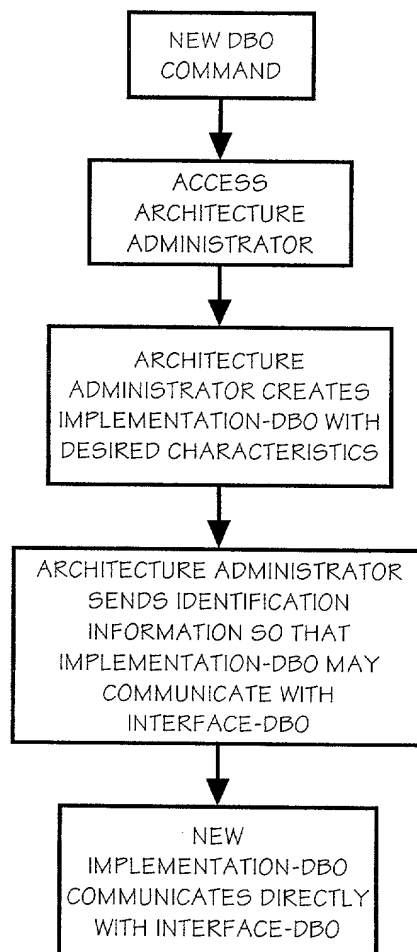 NEW DBO
COMMAND
ACCESS
ARCHITECTURE
ADMINISTRATOR
ARCHITECTURE
ADMINISTRATOR CREATES
IMPLEMENTATION-DBO WITH
DESIRED CHARACTERISTICS
ARCHITECTURE ADMINISTRATOR
SENDS IDENTIFICATION
INFORMATION SO THAT
IMPLEMENTATION-DBO MAY
COMMUNICATE WITH
INTERFACE-DBO
NEW
IMPLEMENTATION-DBO
COMMUNICATES DIRECTLY
WITH INTERFACE-DBO